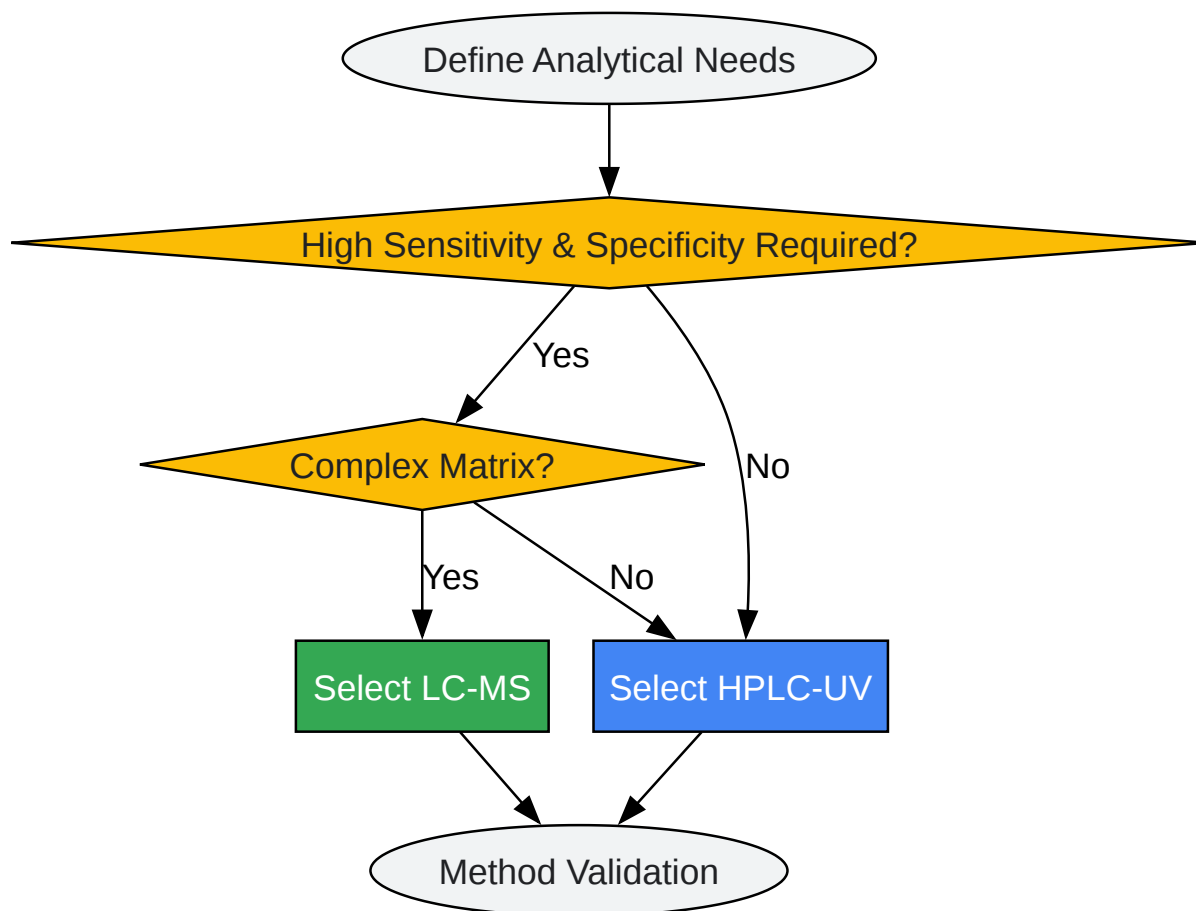 Define Analytical Needs
High Sensitivity & Specificity Required?
Yes
Complex Matrix?
No
Yes
No
Select LC-MS
Select HPLC-UV
Method Validation